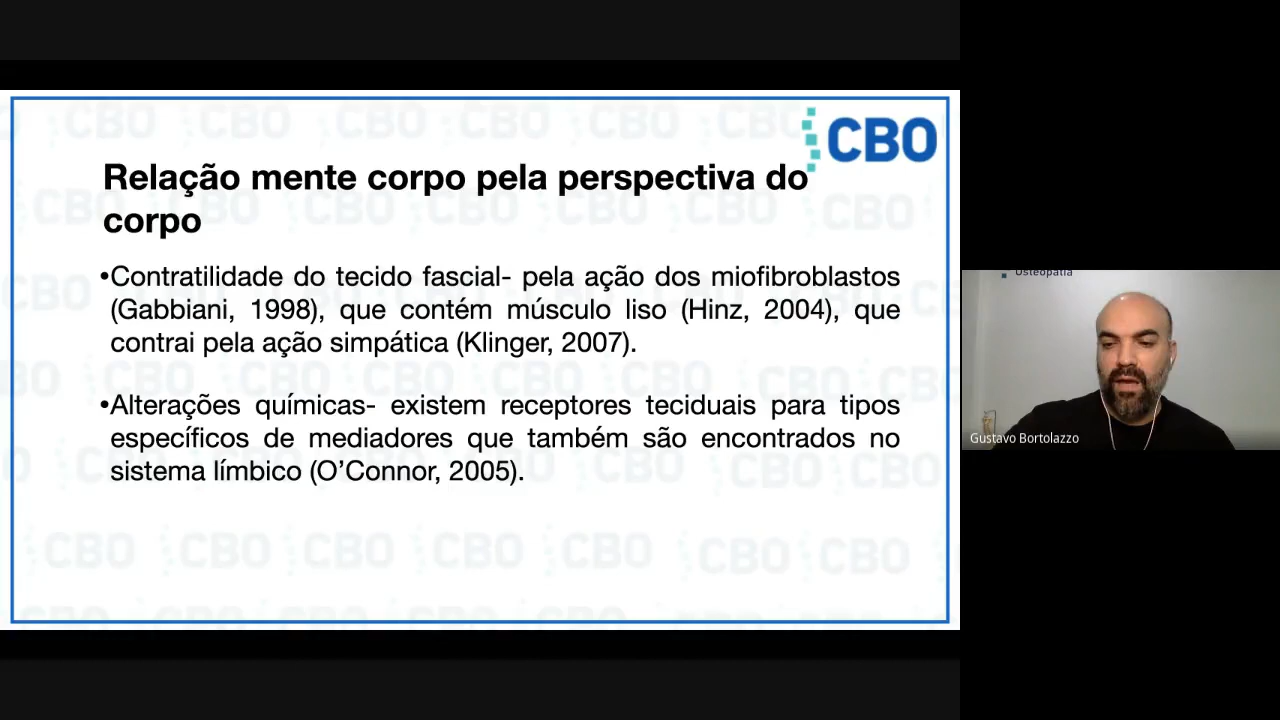 CBO
Relação mente corpo pela perspectiva do
corpo
•Contratilidade do tecido fascial- pela ação dos miofibroblastos
(Gabbiani, 1998), que contém músculo liso (Hinz, 2004), que
contrai pela ação simpática (Klinger, 2007).
•Alterações químicas- existem receptores teciduais para tipos
específicos de mediadores que também são encontrados no
sistema límbico (O’Connor, 2005).
Osteopatia
Gustavo Bortolazzo